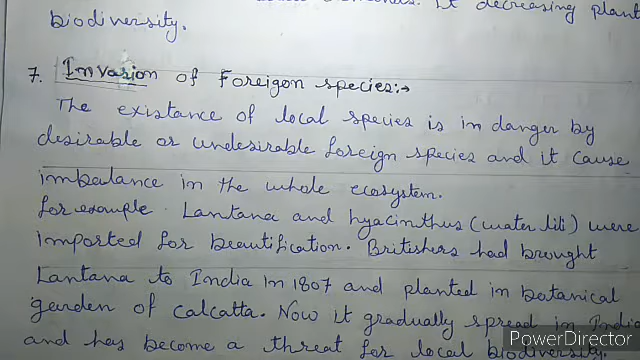 It decreasing plant
biodiversity.
7. Invasion of Foreigon species:→
The existance of local species is in danger by
desirable or undesirable foreign species and it cause
imbalance in the whole ecosystem.
for example. Lantana and hyacinthus (water lili) were
imported for beautification. Britishers had brought
Lantana to India in 1807 and planted in botanical
garden of calcatta. Now it gradually spread in India
and has become a threat for local biodiversity.
PowerDirector